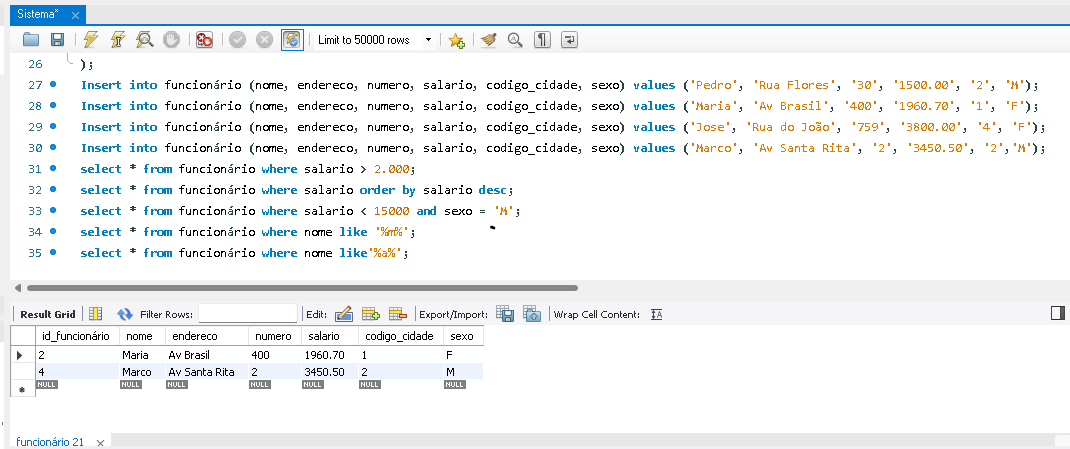 Sistema* ×
Limit to 50000 rows
26 );
27 Insert into funcionário (nome, endereco, numero, salario, codigo_cidade, sexo) values ('Pedro', 'Rua Flores', '30', '1500.00', '2', 'M');
28 Insert into funcionário (nome, endereco, numero, salario, codigo_cidade, sexo) values ('Maria', 'Av Brasil', '400', '1960.70', '1', 'F');
29 Insert into funcionário (nome, endereco, numero, salario, codigo_cidade, sexo) values ('Jose', 'Rua do João', '759', '3800.00', '4', 'F');
30 Insert into funcionário (nome, endereco, numero, salario, codigo_cidade, sexo) values ('Marco', 'Av Santa Rita', '2', '3450.50', '2','M');
31 select * from funcionário where salario > 2.000;
32 select * from funcionário where salario order by salario desc;
33 select * from funcionário where salario < 15000 and sexo = 'M';
34 select * from funcionário where nome like '%m%';
35 select * from funcionário where nome like'%a%';
Result Grid Filter Rows: Edit: Export/Import: Wrap Cell Content:
id_funcionário nome endereco numero salario codigo_cidade sexo
2 Maria Av Brasil 400 1960.70 1 F
4 Marco Av Santa Rita 2 3450.50 2 M
NULL NULL NULL NULL NULL NULL NULL
funcionário 21 ×